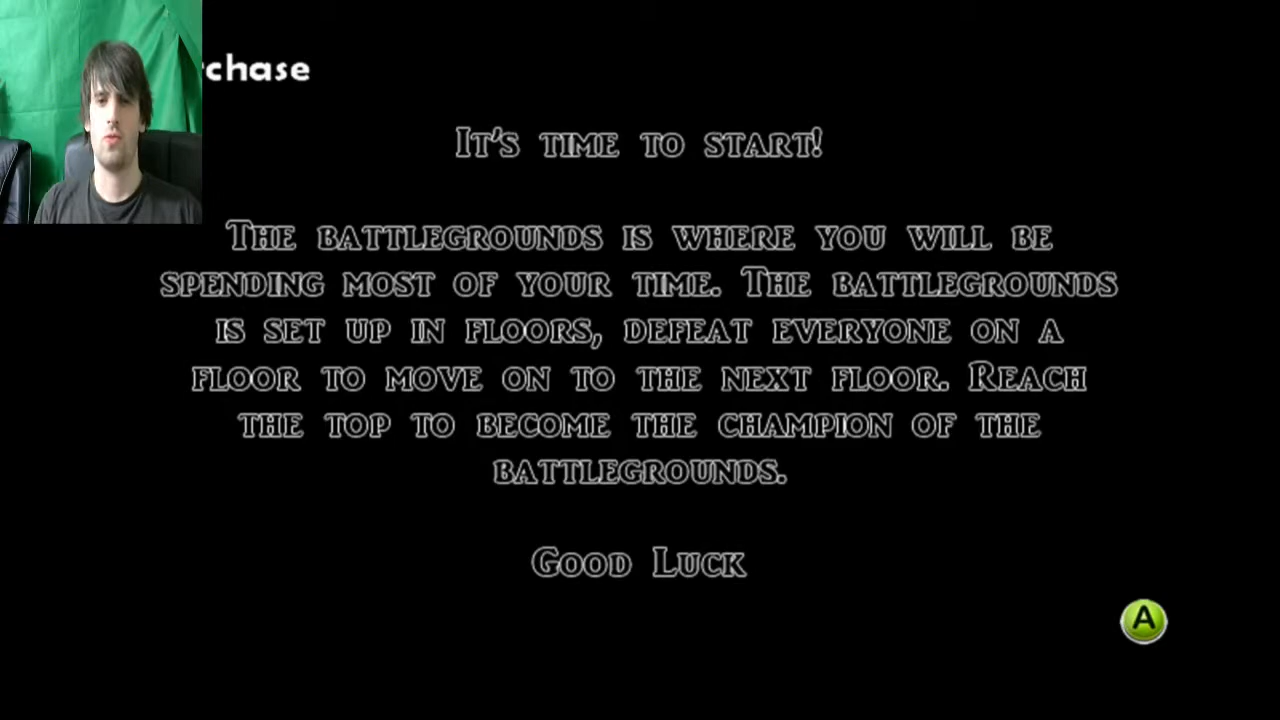 rchase
It's time to start!
The battlegrounds is where you will be
spending most of your time. The battlegrounds
is set up in floors, defeat everyone on a
floor to move on to the next floor. Reach
the top to become the champion of the
battlegrounds.
Good Luck
A